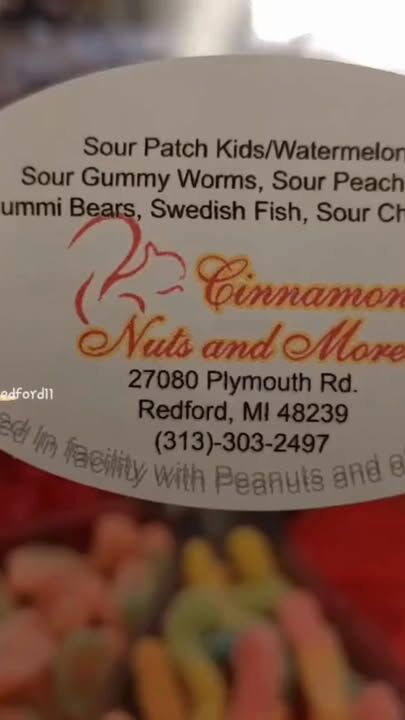 Sour Patch Kids/Watermelon
Sour Gummy Worms, Sour Peach
ummi Bears, Swedish Fish, Sour Ch
Cinnamon
Nuts and More
27080 Plymouth Rd.
edford11
Redford, MI 48239
(313)-303-2497
ed In facility with Peanuts and